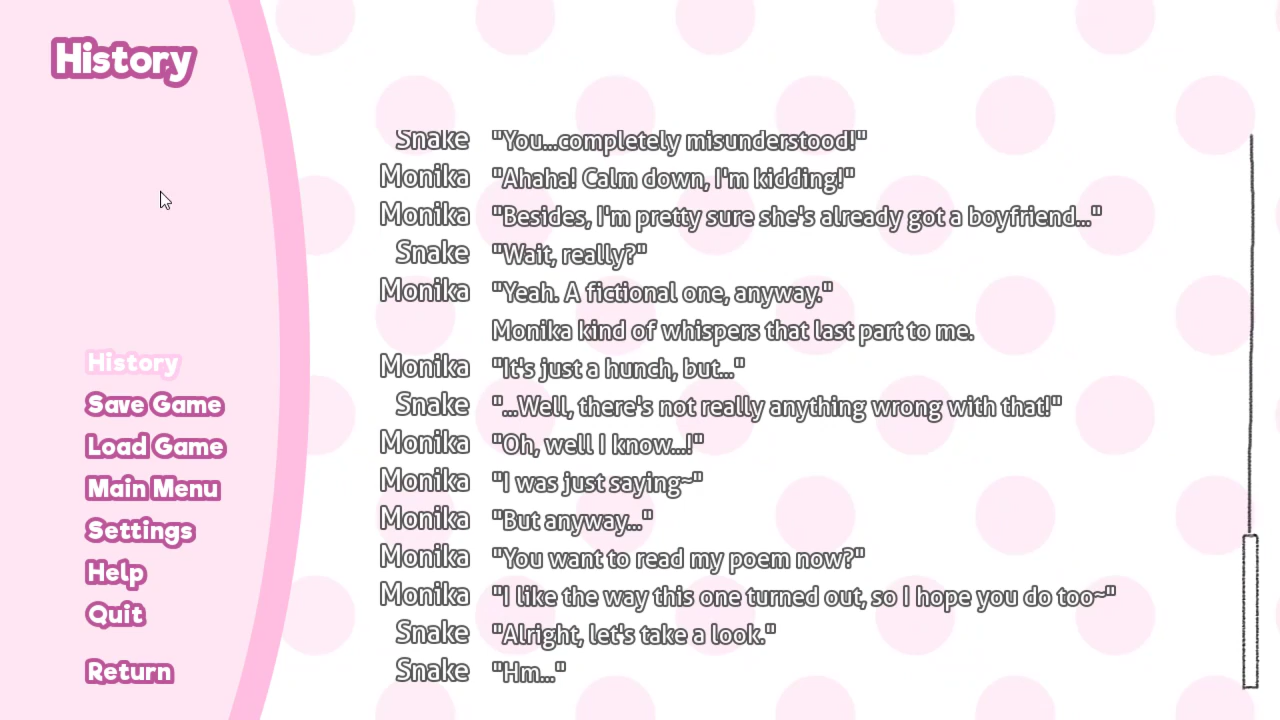 History
Snake "You...completely misunderstood!"
Monika "Ahaha! Calm down, I'm kidding!"
Monika "Besides, I'm pretty sure she's already got a boyfriend..."
Snake "Wait, really?"
Monika "Yeah. A fictional one, anyway."
Monika kind of whispers that last part to me.
Monika "It's just a hunch, but..."
Snake "...Well, there's not really anything wrong with that!"
Monika "Oh, well I know...!"
Monika "I was just saying~"
Monika "But anyway..."
Monika "You want to read my poem now?"
Monika "I like the way this one turned out, so I hope you do too~"
Snake "Alright, let's take a look."
Snake "Hm..."
History
Save Game
Load Game
Main Menu
Settings
Help
Quit
Return